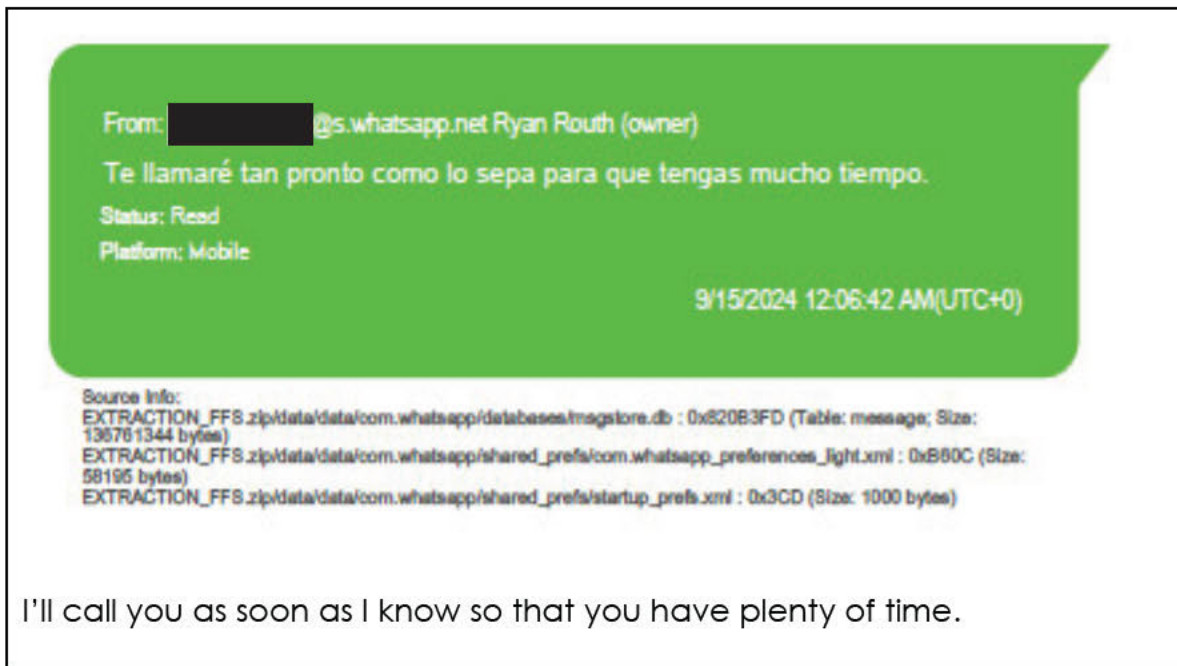 From: @s.whatsapp.net Ryan Routh (owner)
Te llamaré tan pronto como lo sepa para que tengas mucho tiempo.
Status: Read
Platform: Mobile
9/15/2024 12:06:42 AM(UTC+0)
Source Info:
EXTRACTION_FFS.zip/data/data/com.whatsapp/databases/msgstore.db : 0x820B3FD (Table: message; Size:
136761344 bytes)
EXTRACTION_FFS.zip/data/data/com.whatsapp/shared_prefs/com.whatsapp_preferences_light.xml : 0xB60C (Size:
58195 bytes)
EXTRACTION_FFS.zip/data/data/com.whatsapp/shared_prefs/startup_prefs.xml : 0x3CD (Size: 1000 bytes)
I'll call you as soon as I know so that you have plenty of time.